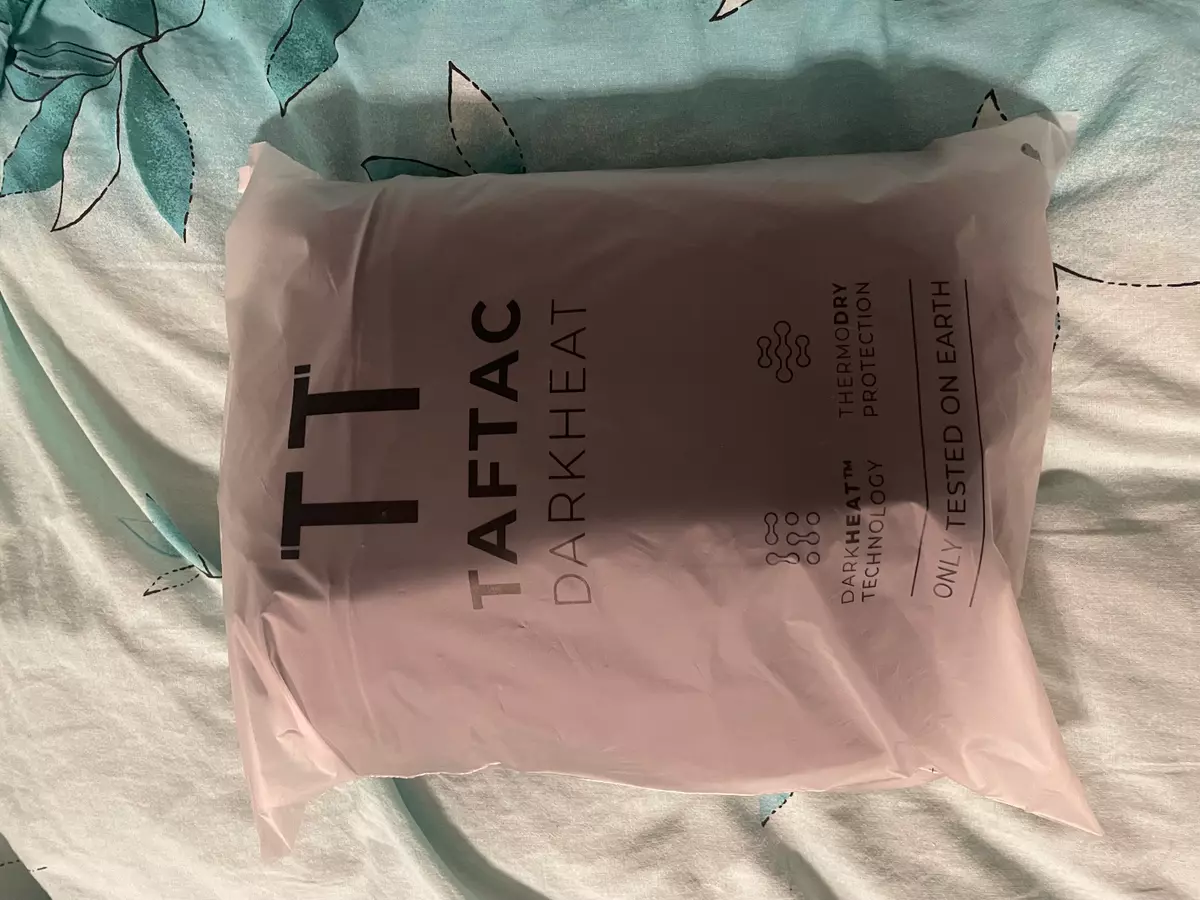 TT
TAFTAC
DARKHEAT
DARKHEAT™
TECHNOLOGY
THERMODRY
PROTECTION
ONLY TESTED ON EARTH